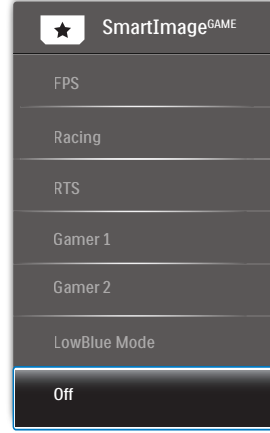 SmartImageGAME
FPS
Racing
RTS
Gamer 1
Gamer 2
LowBlue Mode
Off